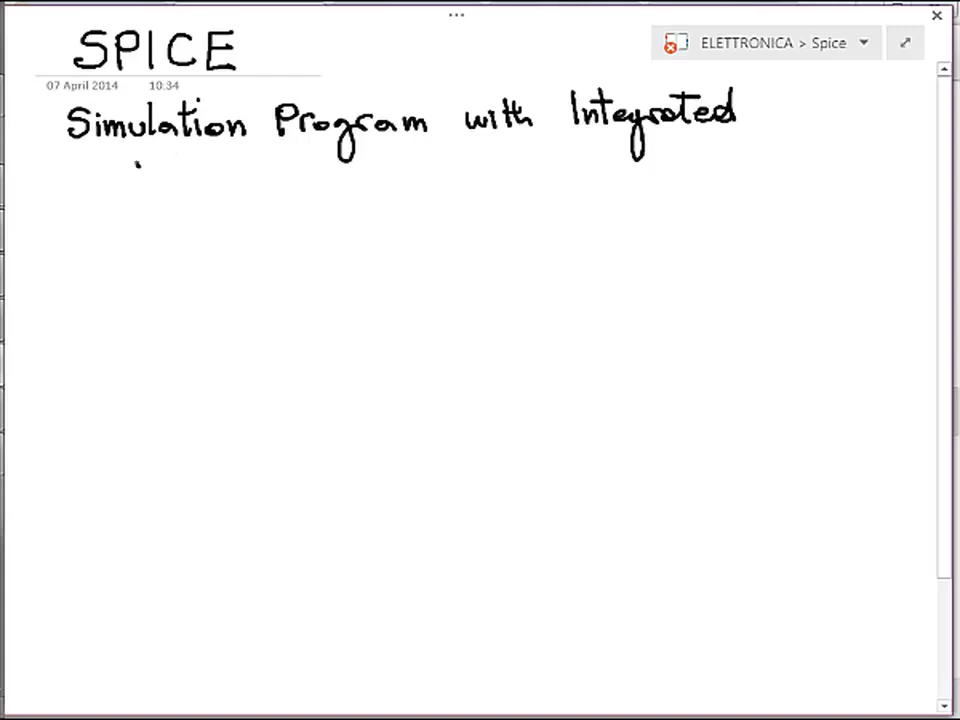 SPICE
ELETTRONICA > Spice
07 April 2014 10:34
Simulation Program with Integrated